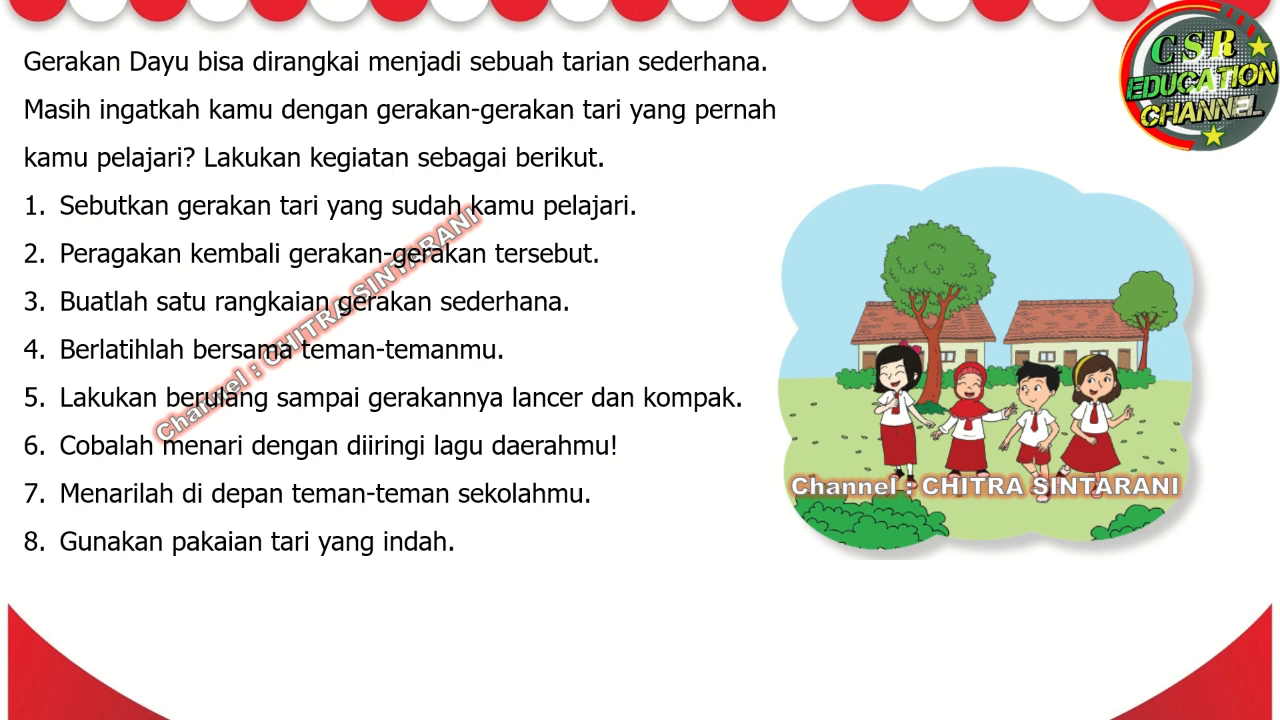 CSR
EDUCATION
CHANNEL
Gerakan Dayu bisa dirangkai menjadi sebuah tarian sederhana.
Masih ingatkah kamu dengan gerakan-gerakan tari yang pernah
kamu pelajari? Lakukan kegiatan sebagai berikut.
1. Sebutkan gerakan tari yang sudah kamu pelajari.
2. Peragakan kembali gerakan-gerakan tersebut.
3. Buatlah satu rangkaian gerakan sederhana.
4. Berlatihlah bersama teman-temanmu.
5. Lakukan berulang sampai gerakannya lancer dan kompak.
6. Cobalah menari dengan diiringi lagu daerahmu!
7. Menarilah di depan teman-teman sekolahmu.
8. Gunakan pakaian tari yang indah.
Channel : CHITRA SINTARANI
Channel : CHITRA SINTARANI